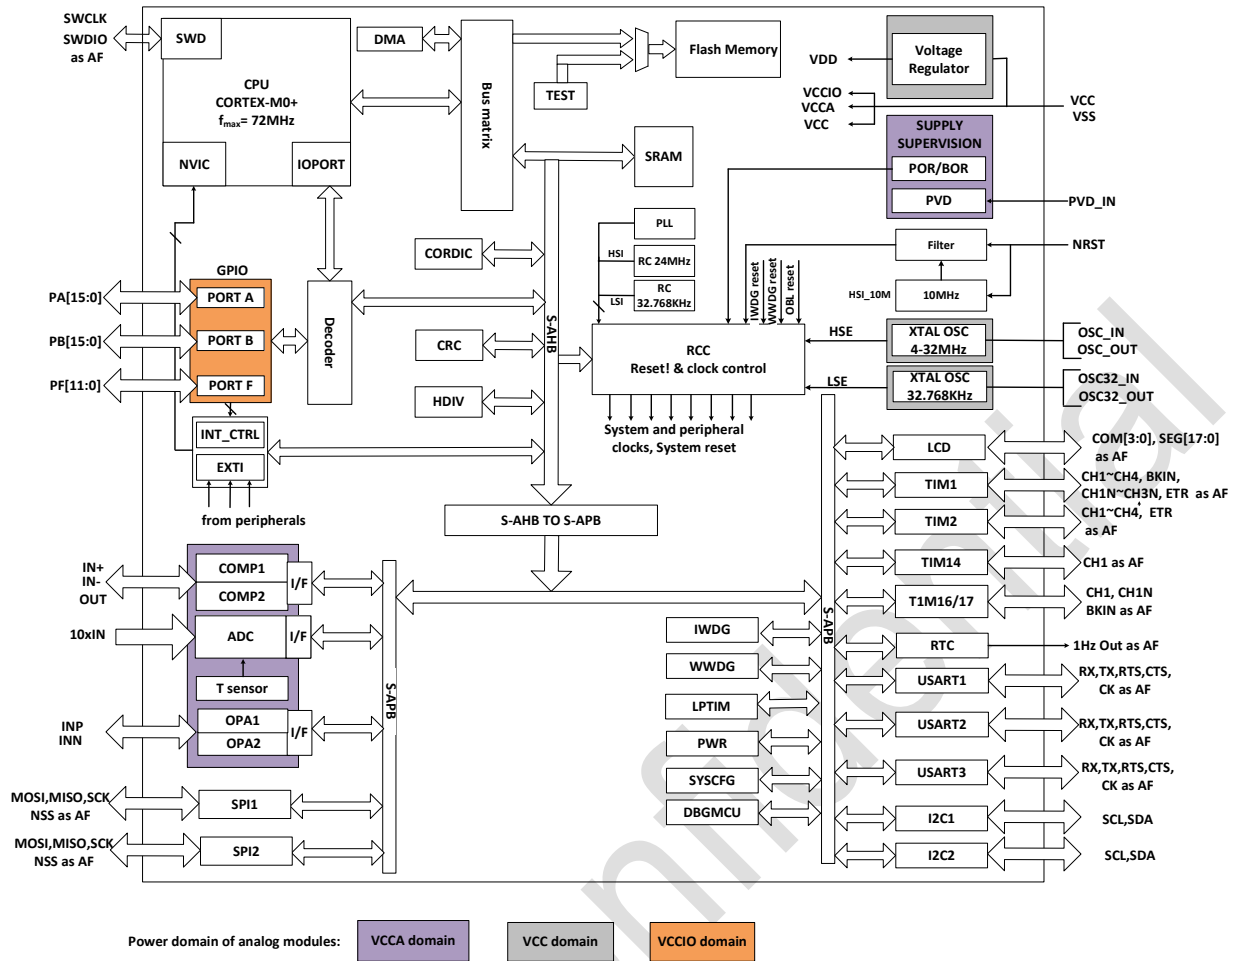 SWCLK
SWDIO
as AF
SWD
CPU
CORTEX-M0+
fmax= 72MHz
NVIC
IOPORT
DMA
Bus matrix
TEST
Flash Memory
SRAM
VDD
Voltage
Regulator
VCCIO
VCCA
VCC
VCC
VSS
SUPPLY
SUPERVISION
POR/BOR
PVD
PVD_IN
PLL
HSI
RC 24MHz
LSI
RC
32.768KHz
Filter
NRST
HSI_10M
10MHz
IWDG reset
WWDG reset
OBL reset
CORDIC
GPIO
PA[15:0]
PORT A
PB[15:0]
PORT B
PF[11:0]
PORT F
Decoder
S-AHB
CRC
HDIV
RCC
Reset! & clock control
HSE
XTAL OSC
4-32MHz
OSC_IN
OSC_OUT
LSE
XTAL OSC
32.768KHz
OSC32_IN
OSC32_OUT
System and peripheral
clocks, System reset
INT_CTRL
EXTI
from peripherals
S-AHB TO S-APB
LCD
COM[3:0], SEG[17:0]
as AF
TIM1
CH1~CH4, BKIN,
CH1N~CH3N, ETR as AF
TIM2
CH1~CH4, ETR
as AF
TIM14
CH1 as AF
T1M16/17
CH1, CH1N
BKIN as AF
RTC
1Hz Out as AF
USART1
RX,TX,RTS,CTS,
CK as AF
USART2
RX,TX,RTS,CTS,
CK as AF
USART3
RX,TX,RTS,CTS,
CK as AF
I2C1
SCL,SDA
I2C2
SCL,SDA
S-APB
IWDG
WWDG
LPTIM
PWR
SYSCFG
DBGMCU
IN+
IN-
OUT
COMP1
COMP2
I/F
10xIN
ADC
I/F
T sensor
INP
INN
OPA1
OPA2
I/F
S-APB
MOSI,MISO,SCK
NSS as AF
SPI1
MOSI,MISO,SCK
NSS as AF
SPI2
Power domain of analog modules:
VCCA domain
VCC domain
VCCIO domain